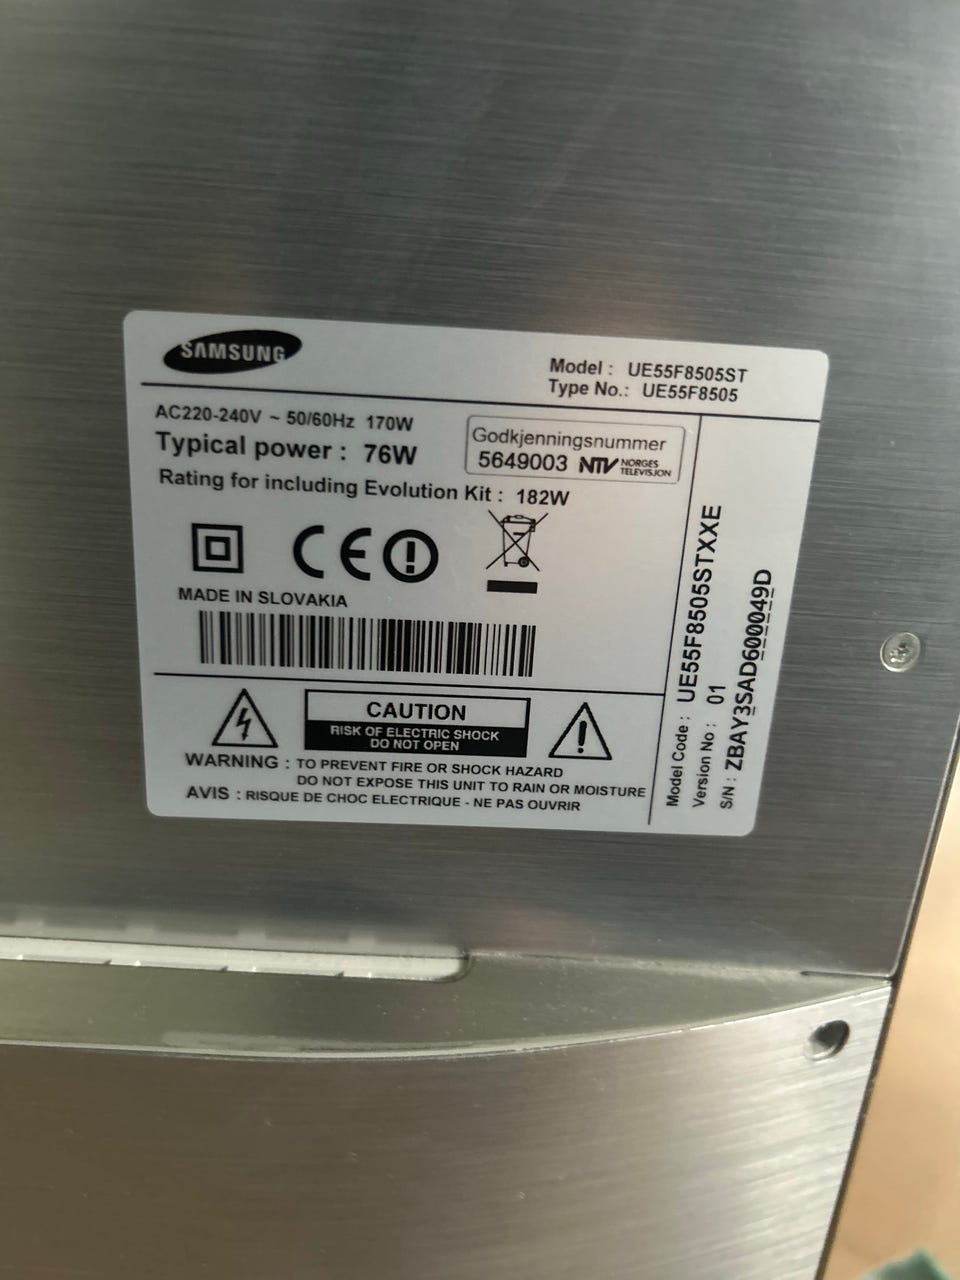 SAMSUNG
Model : UE55F8505ST
Type No.: UE55F8505
AC220-240V ~ 50/60Hz 170W
Typical power : 76W
Rating for including Evolution Kit : 182W
Godkjenningsnummer
5649003 NTV NORGES
TELEVISJON
CE
MADE IN SLOVAKIA
CAUTION
RISK OF ELECTRIC SHOCK
DO NOT OPEN
WARNING : TO PREVENT FIRE OR SHOCK HAZARD
DO NOT EXPOSE THIS UNIT TO RAIN OR MOISTURE
AVIS : RISQUE DE CHOC ELECTRIQUE - NE PAS OUVRIR
Model Code : UE55F8505STXXE
Version No : 01
S/N : ZBAY3SAD600049D